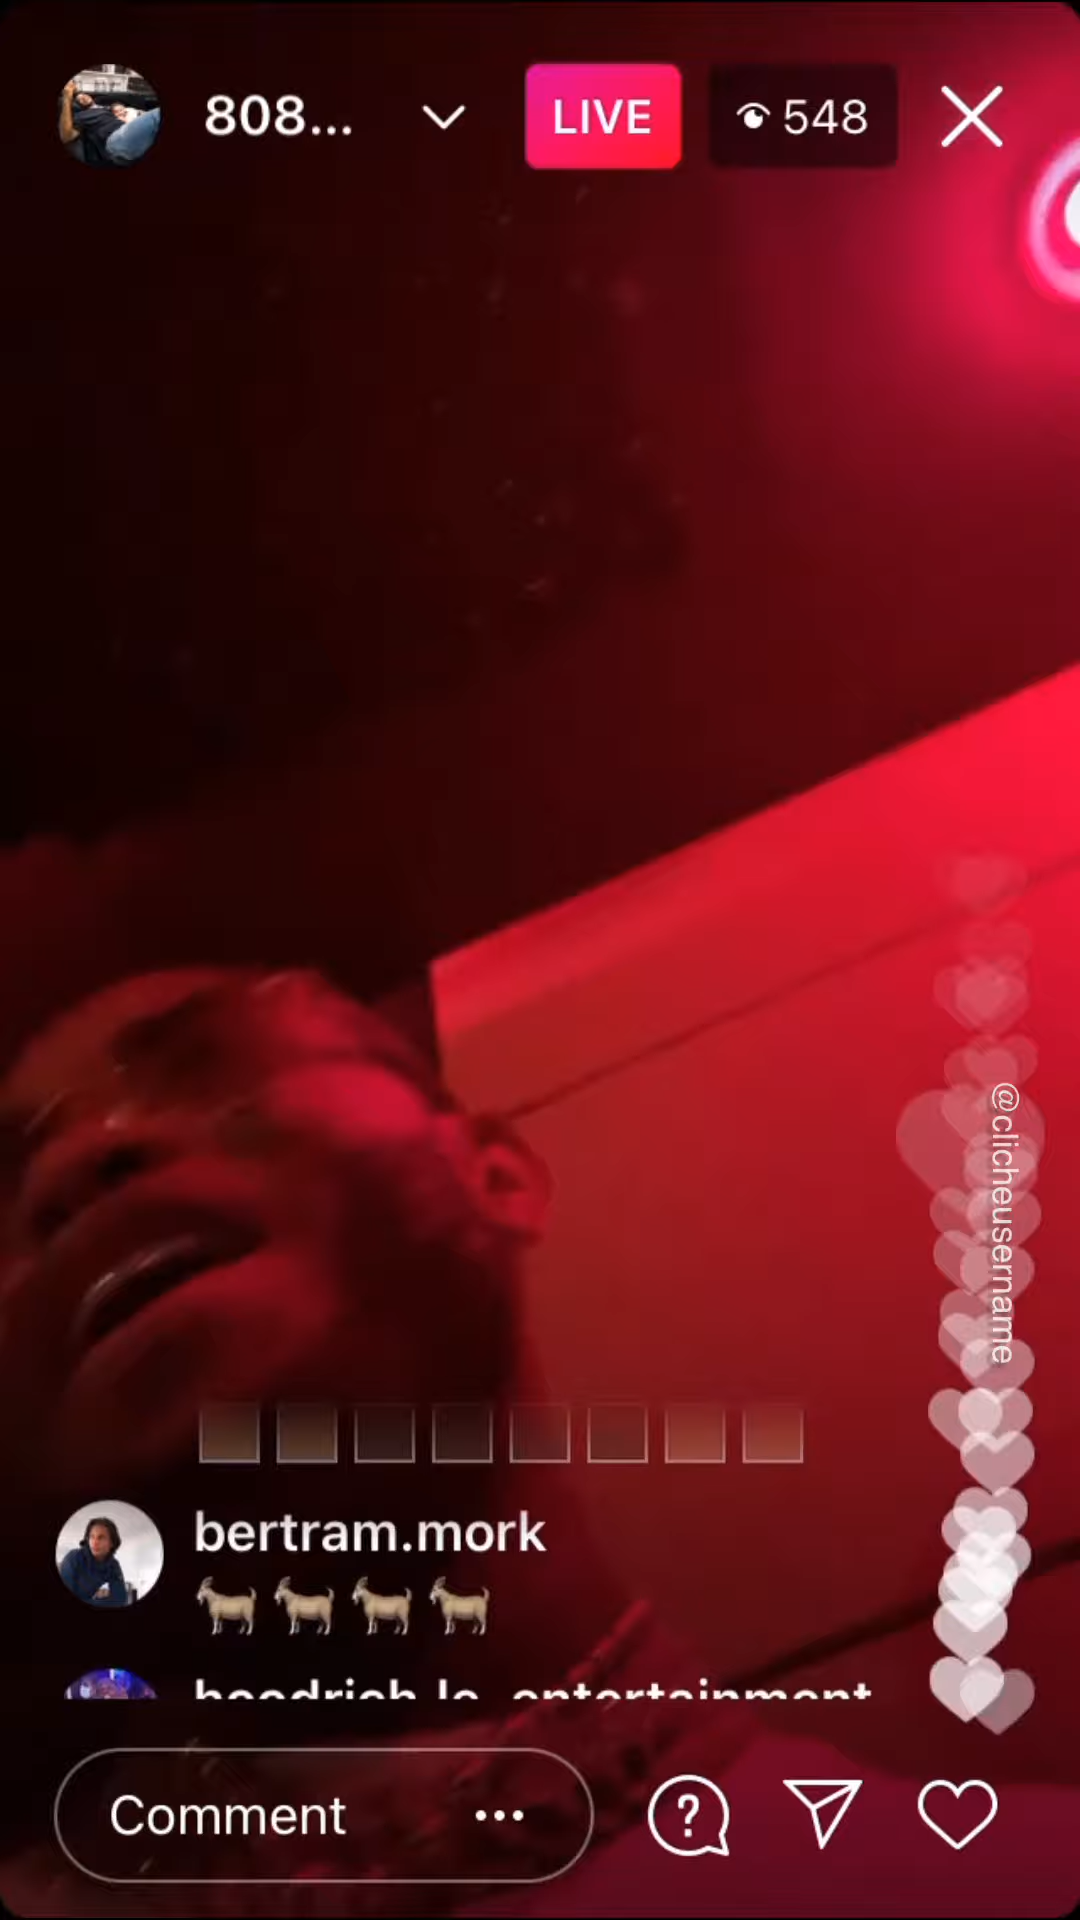 808...
LIVE
548
@clicheusername
bertram.mork
🐐 🐐 🐐 🐐
Comment